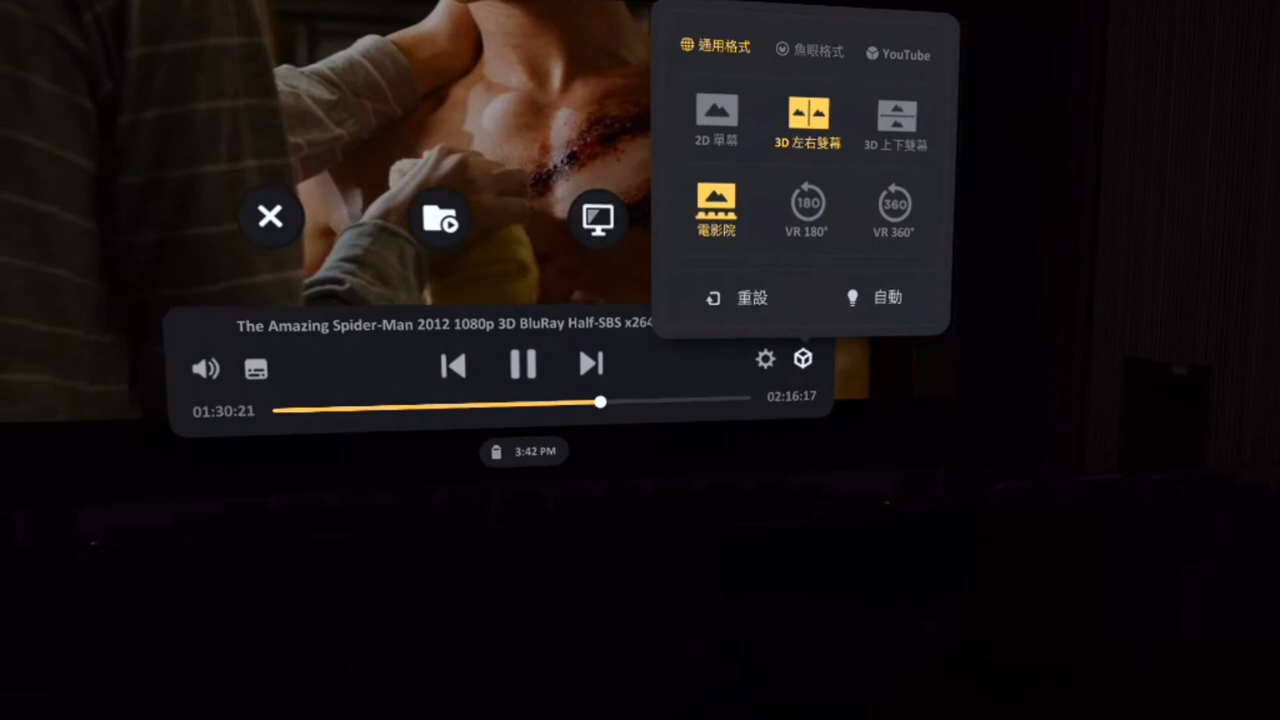 通用格式
魚眼格式
YouTube
2D 單幕
3D 左右雙幕
3D 上下雙幕
電影院
180
VR 180°
360
VR 360°
重設
自動
The Amazing Spider-Man 2012 1080p 3D BluRay Half-SBS x264
01:30:21
02:16:17
3:42 PM